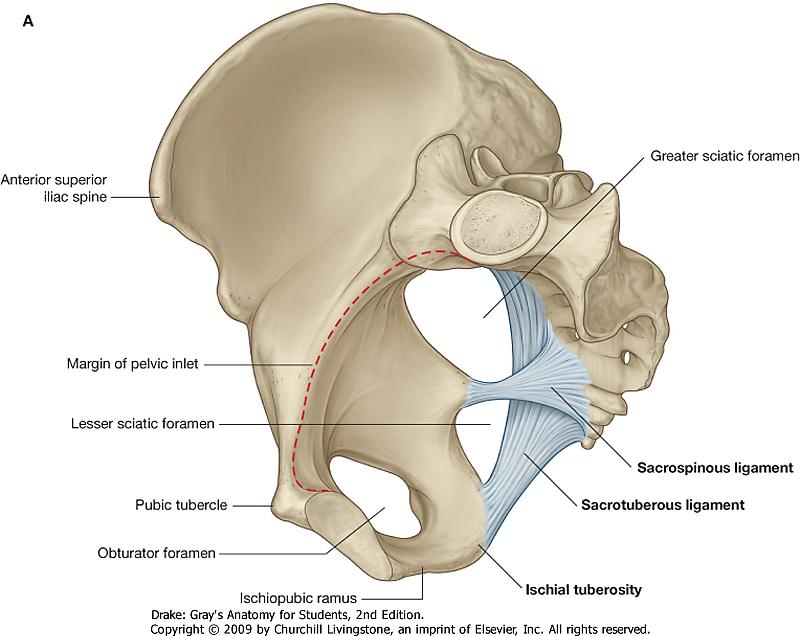 A
Greater sciatic foramen
Anterior superior
iliac spine
Margin of pelvic inlet
Lesser sciatic foramen
Sacrospinous ligament
Sacrotuberous ligament
Pubic tubercle
Obturator foramen
Ischial tuberosity
Ischiopubic ramus
Drake: Gray's Anatomy for Students, 2nd Edition.
Copyright © 2009 by Churchill Livingstone, an imprint of Elsevier, Inc. All rights reserved.